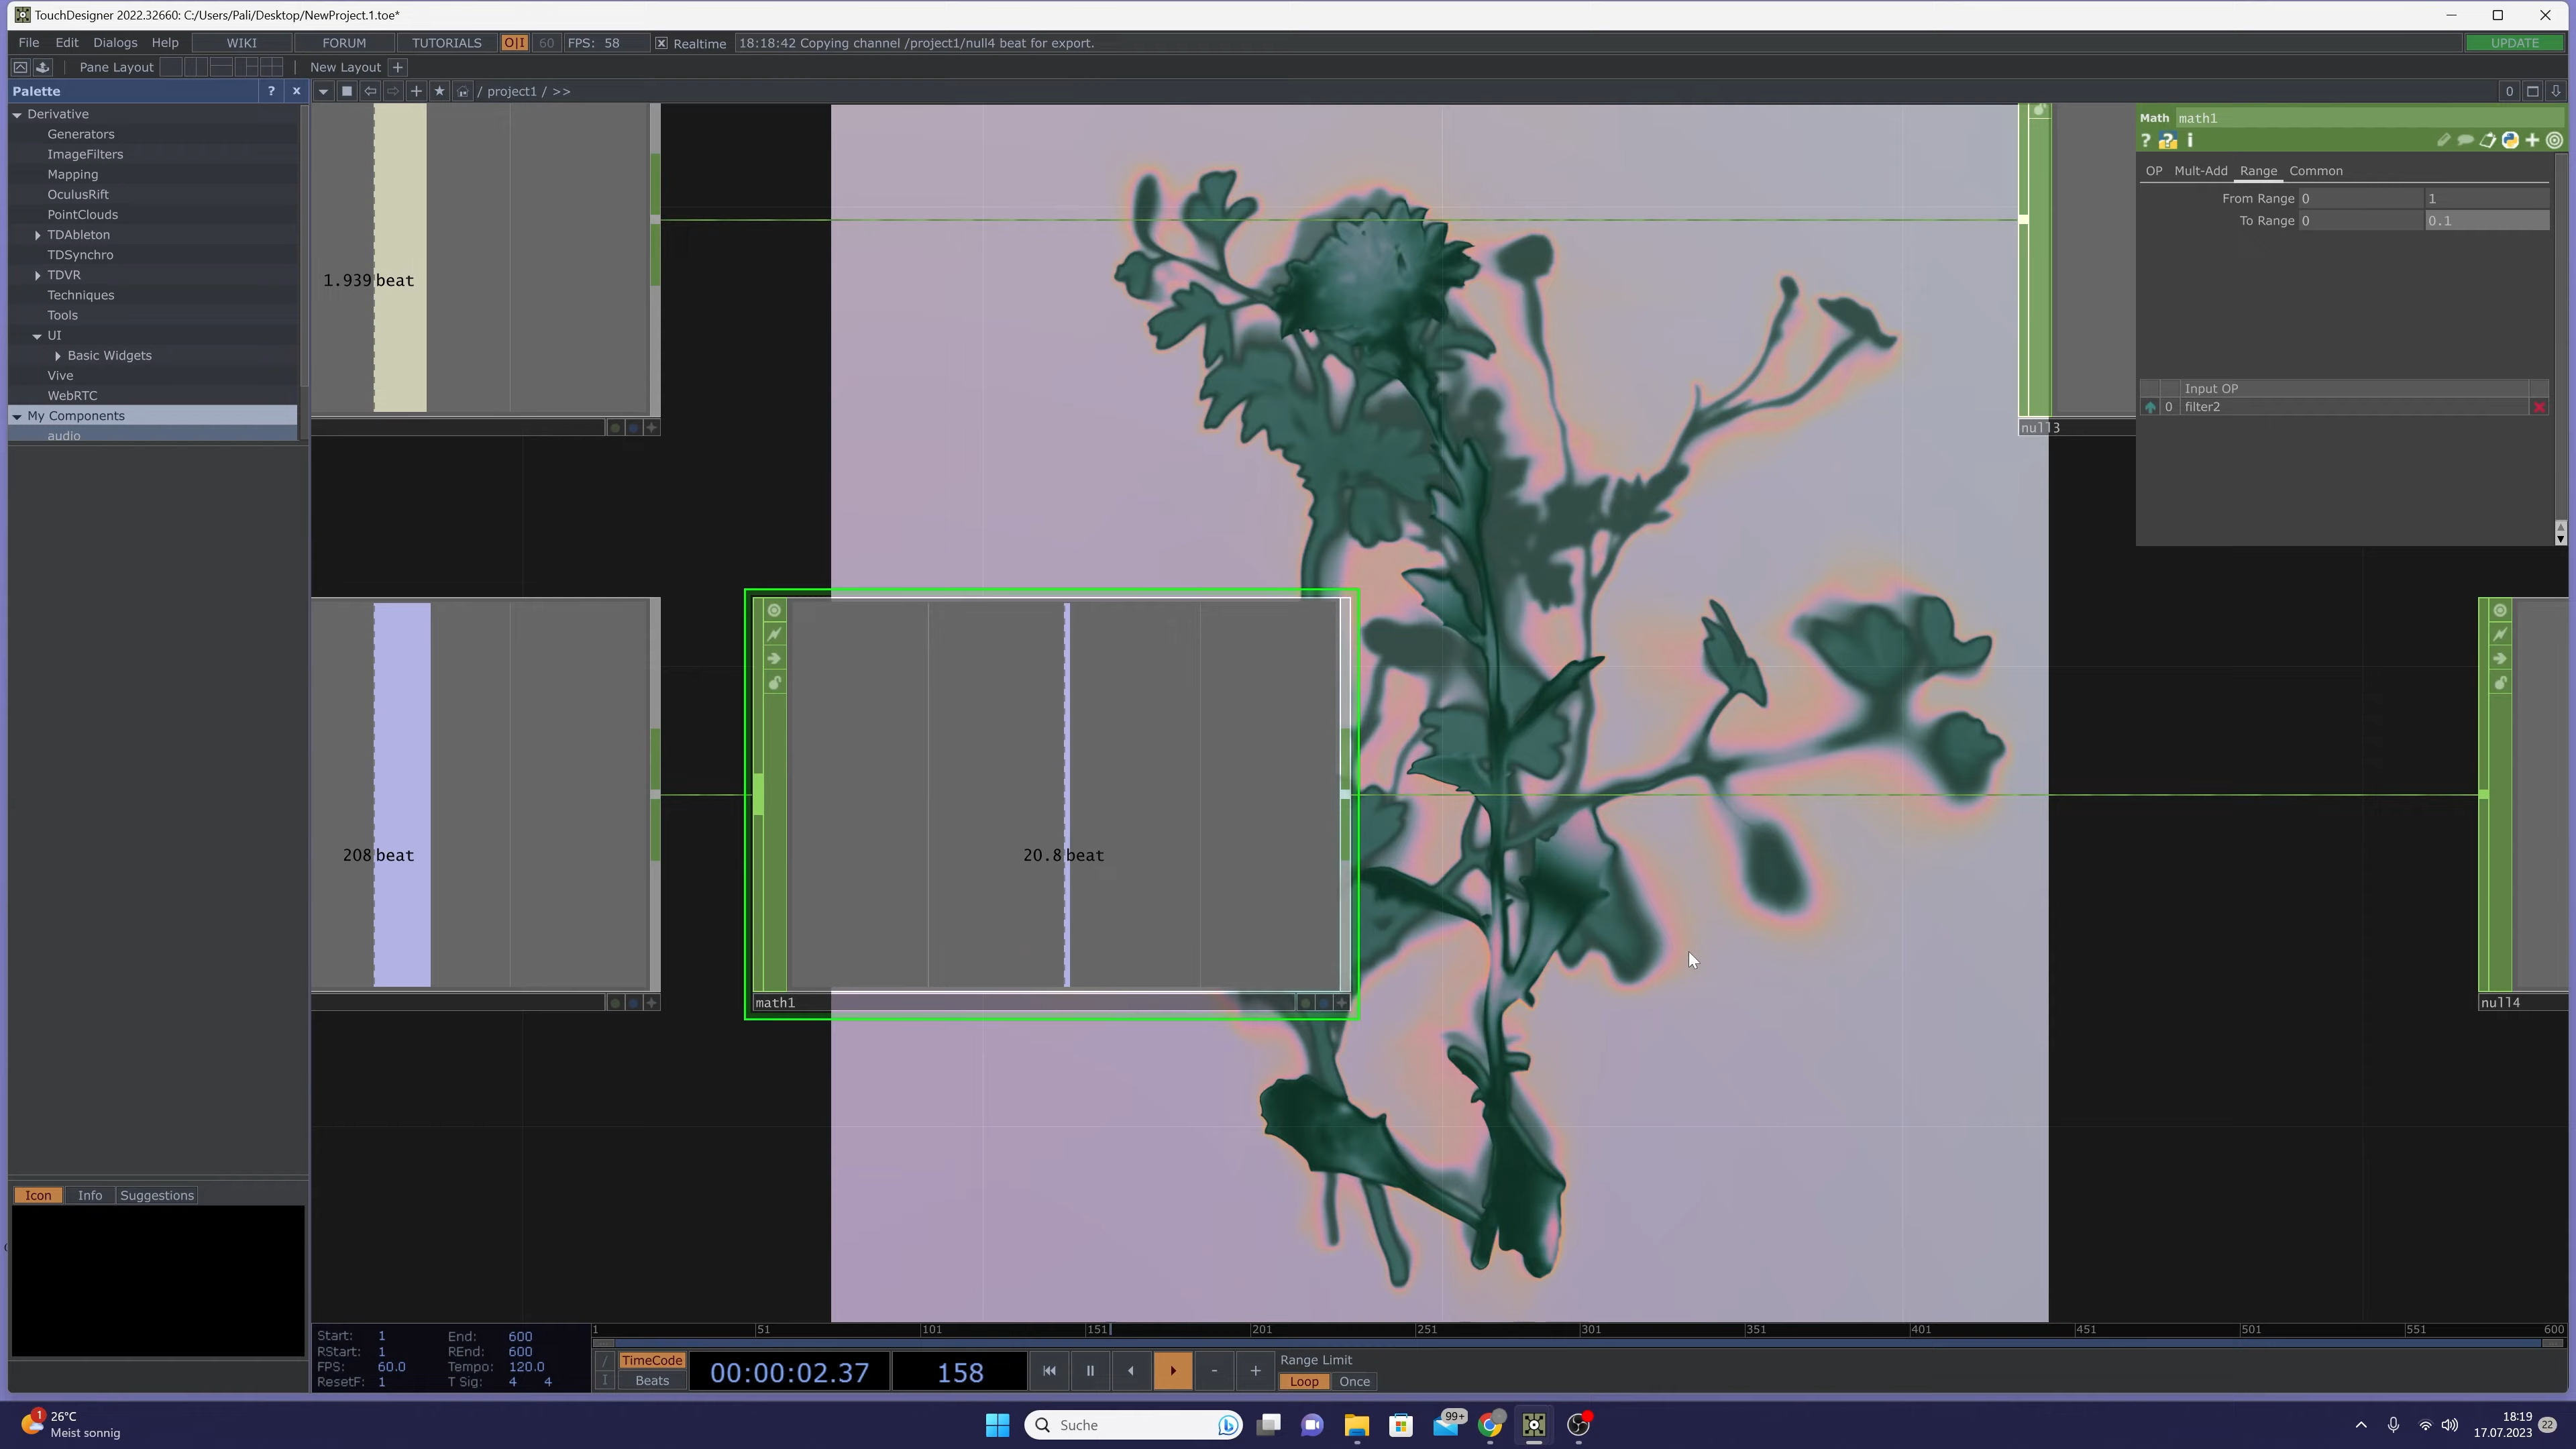 TouchDesigner 2022.32660: C:/Users/Pali/Desktop/NewProject.1.toe*
File Edit Dialogs Help WIKI FORUM TUTORIALS O|I 60 FPS: 58 Realtime 18:18:42 Copying channel /project1/null4 beat for export. UPDATE
Pane Layout New Layout +
Palette ? x / project1 / >> 0
Derivative
Generators
ImageFilters
Mapping
OculusRift
PointClouds
TDAbleton
TDSynchro
TDVR
Techniques
Tools
UI
Basic Widgets
Vive
WebRTC
My Components
audio
1.939 beat
null3
Math math1
? ? i
OP Mult-Add Range Common
From Range 0 1
To Range 0 0.1
Input OP
0 filter2
208 beat
20.8 beat
math1
null4
Icon Info Suggestions
1 51 101 151 201 251 301 351 401 451 501 551 600
Start: 1 End: 600
RStart: 1 REnd: 600
FPS: 60.0 Tempo: 120.0
ResetF: 1 T Sig: 4 4
TimeCode
Beats
00:00:02.37 158 - +
Range Limit
Loop Once
1 26°C
Meist sonnig
Suche
99+
18:19
17.07.2023
22